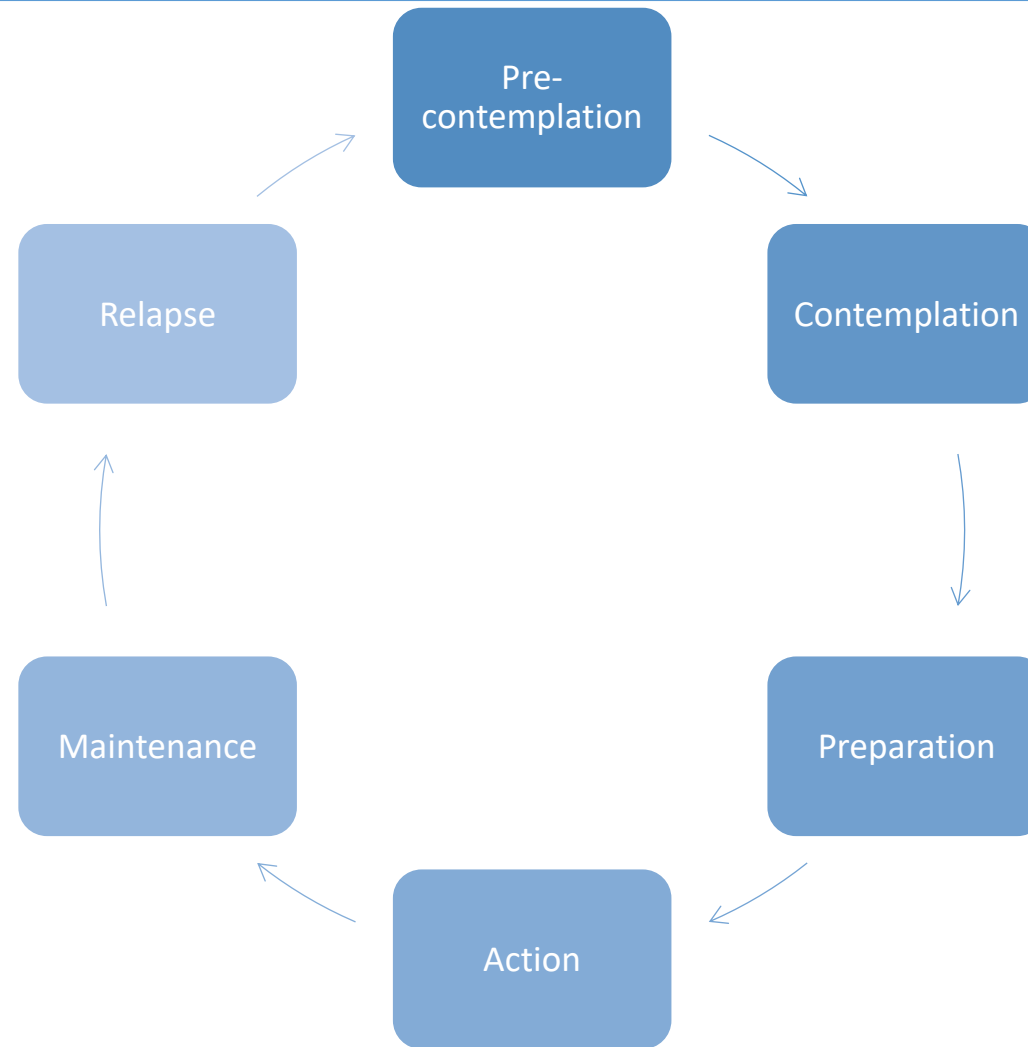 Pre-
contemplation
Contemplation
Preparation
Action
Maintenance
Relapse